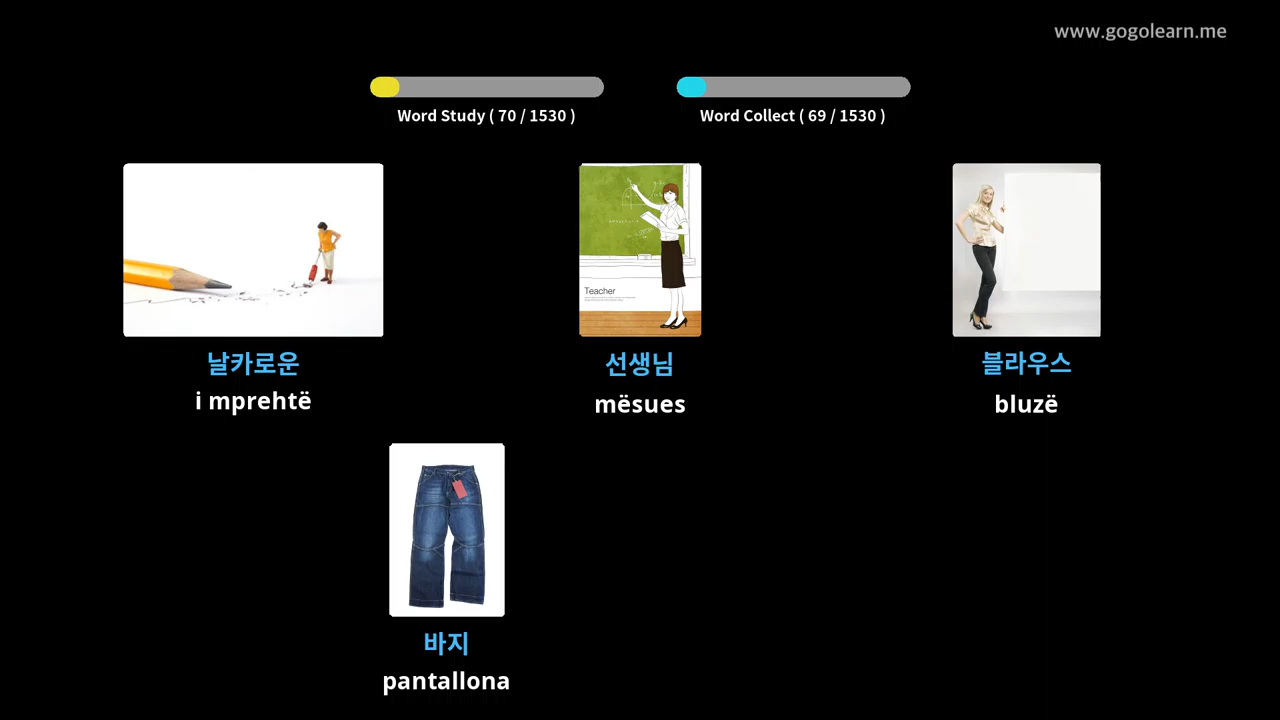 www.gogolearn.me
Word Study ( 70 / 1530 )
Word Collect ( 69 / 1530 )
Teacher
날카로운
i mprehtë
선생님
mësues
블라우스
bluzë
바지
pantallona